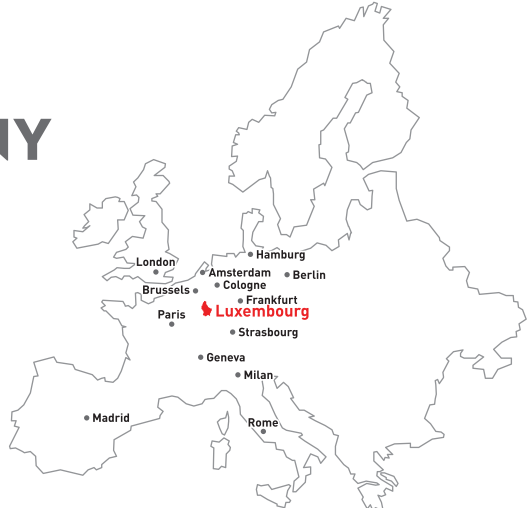 NY
London
Hamburg
Amsterdam
Berlin
Cologne
Brussels
Frankfurt
Luxembourg
Paris
Strasbourg
Geneva
Milan
Madrid
Rome